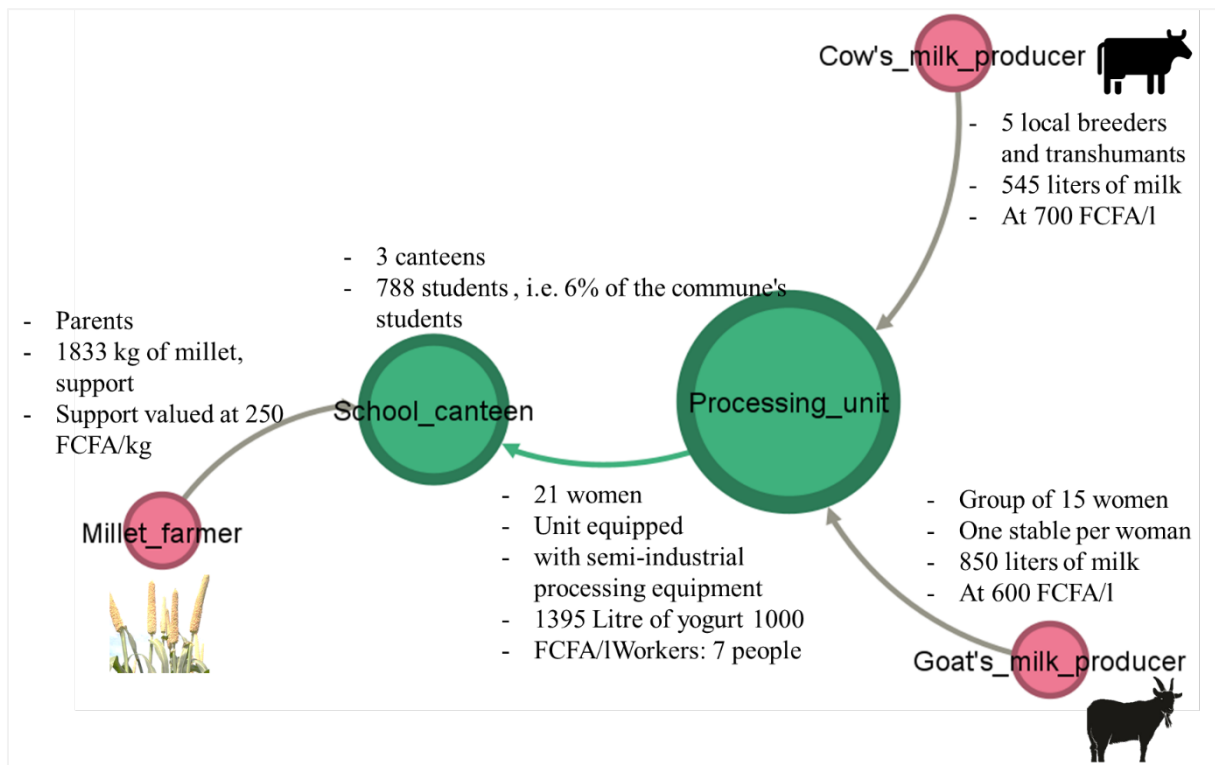 Cow's_milk_producer
- 5 local breeders
and transhumants
- 545 liters of milk
- At 700 FCFA/l
- 3 canteens
- 788 students , i.e. 6% of the commune's
students
- Parents
- 1833 kg of millet,
support
- Support valued at 250
FCFA/kg
School_canteen
Processing_unit
Millet_farmer
- 21 women
- Unit equipped
- with semi-industrial
processing equipment
- 1395 Litre of yogurt 1000
- FCFA/lWorkers: 7 people
- Group of 15 women
- One stable per woman
- 850 liters of milk
- At 600 FCFA/l
Goat's_milk_producer